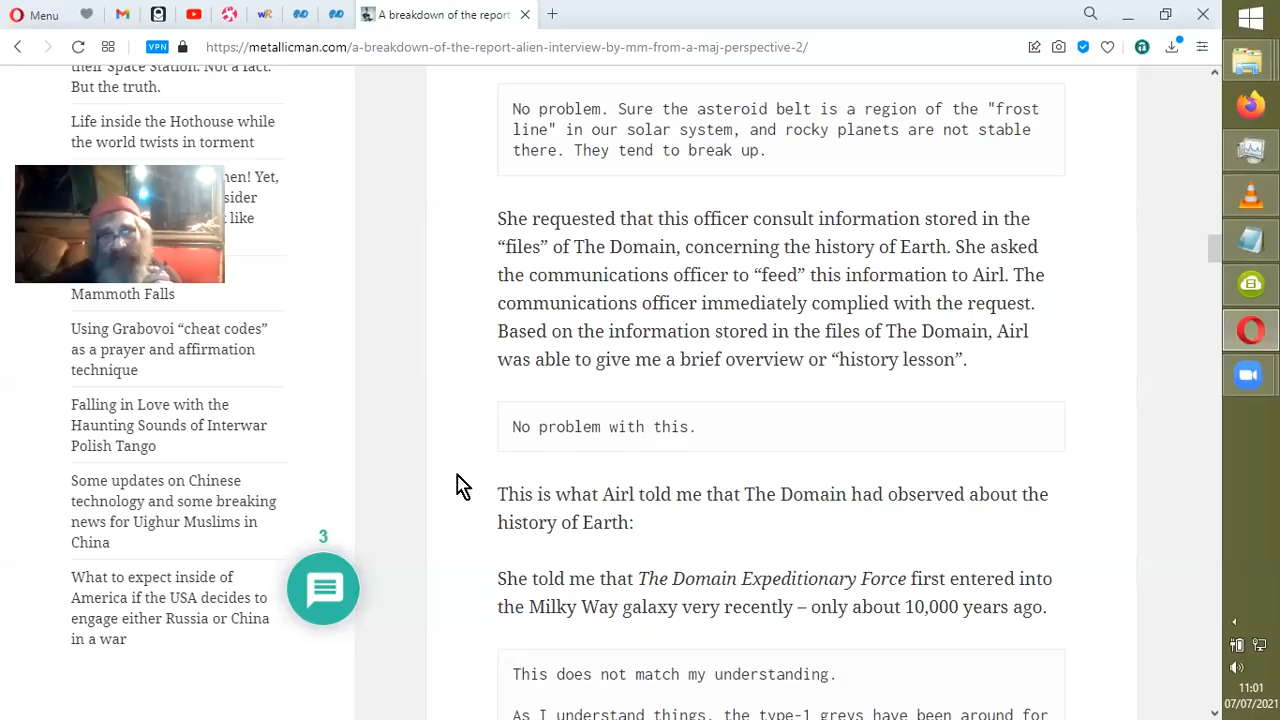 Menu
A breakdown of the report
VPN
https://metallicman.com/a-breakdown-of-the-report-alien-interview-by-mm-from-a-maj-perspective-2/
their Space Station. Not a fact.
But the truth.
Life inside the Hothouse while
the world twists in torment
men! Yet,
sider
like
Mammoth Falls
Using Grabovoi “cheat codes”
as a prayer and affirmation
technique
Falling in Love with the
Haunting Sounds of Interwar
Polish Tango
Some updates on Chinese
technology and some breaking
news for Uighur Muslims in
China
What to expect inside of
America if the USA decides to
engage either Russia or China
in a war
3
No problem. Sure the asteroid belt is a region of the "frost
line" in our solar system, and rocky planets are not stable
there. They tend to break up.
She requested that this officer consult information stored in the
“files” of The Domain, concerning the history of Earth. She asked
the communications officer to “feed” this information to Airl. The
communications officer immediately complied with the request.
Based on the information stored in the files of The Domain, Airl
was able to give me a brief overview or “history lesson”.
No problem with this.
This is what Airl told me that The Domain had observed about the
history of Earth:
She told me that The Domain Expeditionary Force first entered into
the Milky Way galaxy very recently – only about 10,000 years ago.
This does not match my understanding.
As I understand things, the type-1 greys have been around for
11:01
07/07/2021